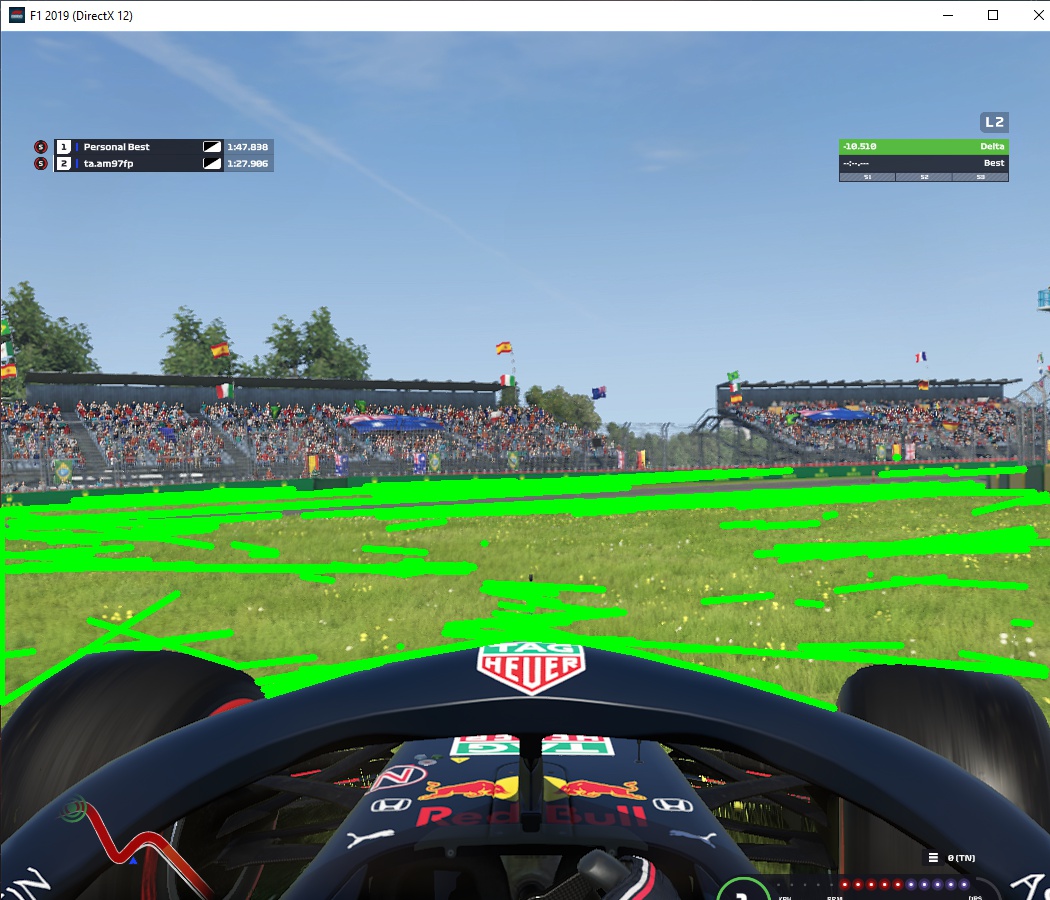 F1 2019 (DirectX 12)
L2
S 1 Personal Best 1:47.838
S 2 ta.am97fp 1:27.906
-10.510 Delta
--:--.--- Best
S1 S2 S3
TAG
HEUER
TAG
Red Bull
0 (TN)